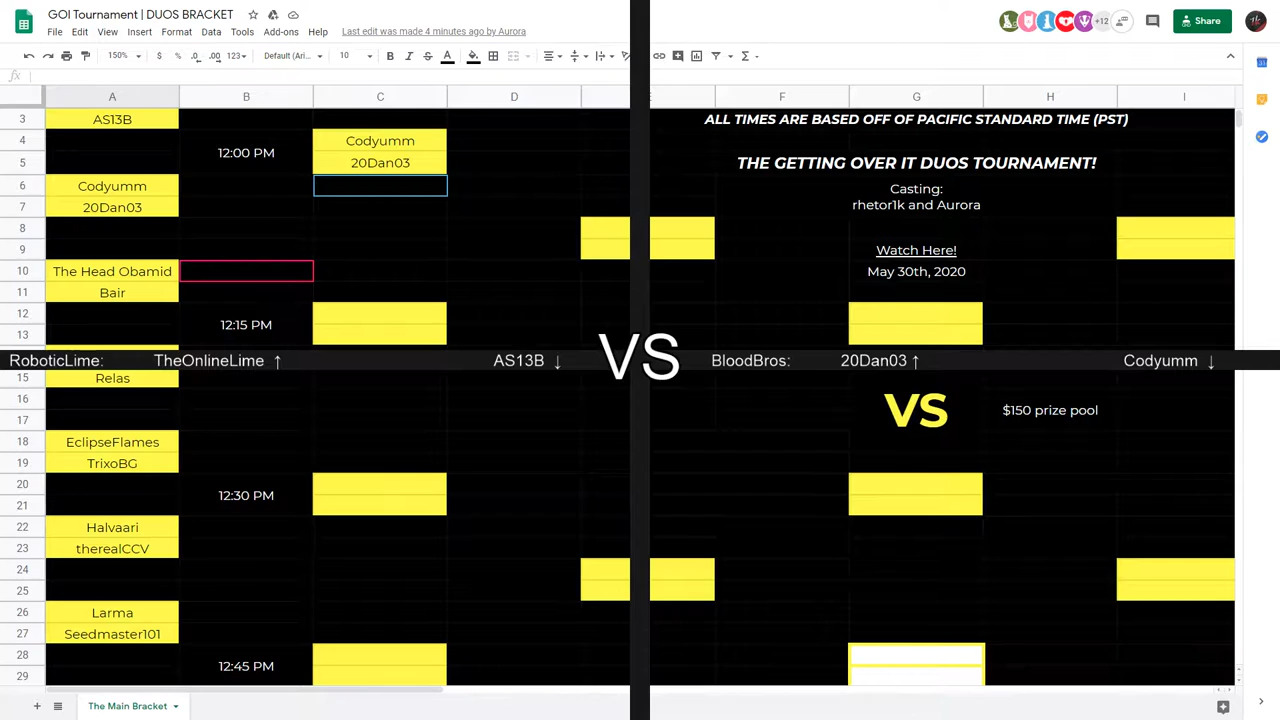 GOI Tournament | DUOS BRACKET
+12
Share
File Edit View Insert Format Data Tools Add-ons Help
Last edit was made 4 minutes ago by Aurora
150% $ % .0 .00 123 Default (Ari... 10 B I S A Σ
fx
A B C D E F G H I
3 AS13B ALL TIMES ARE BASED OFF OF PACIFIC STANDARD TIME (PST)
4 Codyumm
12:00 PM
5 20Dan03 THE GETTING OVER IT DUOS TOURNAMENT!
6 Codyumm Casting:
7 20Dan03 rhetor1k and Aurora
8
9 Watch Here!
10 The Head Obamid May 30th, 2020
11 Bair
12
12:15 PM
13
RoboticLime: TheOnlineLime ↑ AS13B ↓ VS BloodBros: 20Dan03 ↑ Codyumm ↓
15 Relas
16
VS $150 prize pool
17
18 EclipseFlames
19 TrixoBG
20
12:30 PM
21
22 Halvaari
23 therealCCV
24
25
26 Larma
27 Seedmaster101
28
12:45 PM
29
The Main Bracket